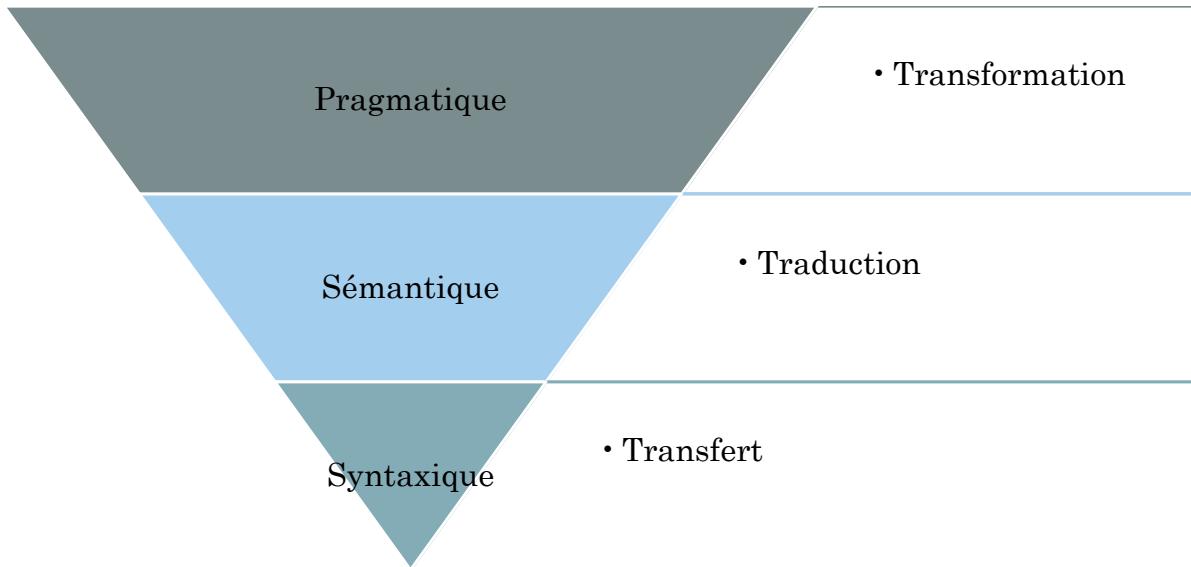 Pragmatique
• Transformation
Sémantique
• Traduction
Syntaxique
• Transfert